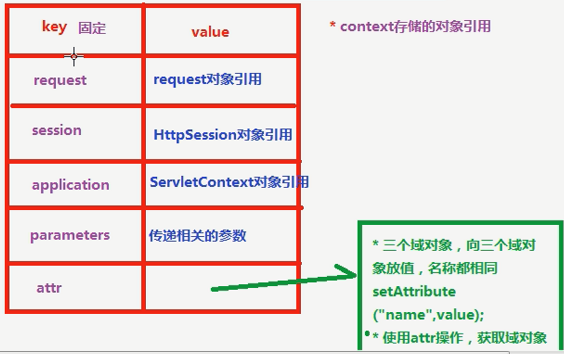 key 固定
value
* context存储的对象引用
request
request对象引用
session
HttpSession对象引用
application
ServletContext对象引用
parameters
传递相关的参数
attr
* 三个域对象，向三个域对
象放值，名称都相同
setAttribute
("name",value);
* 使用attr操作，获取域对象